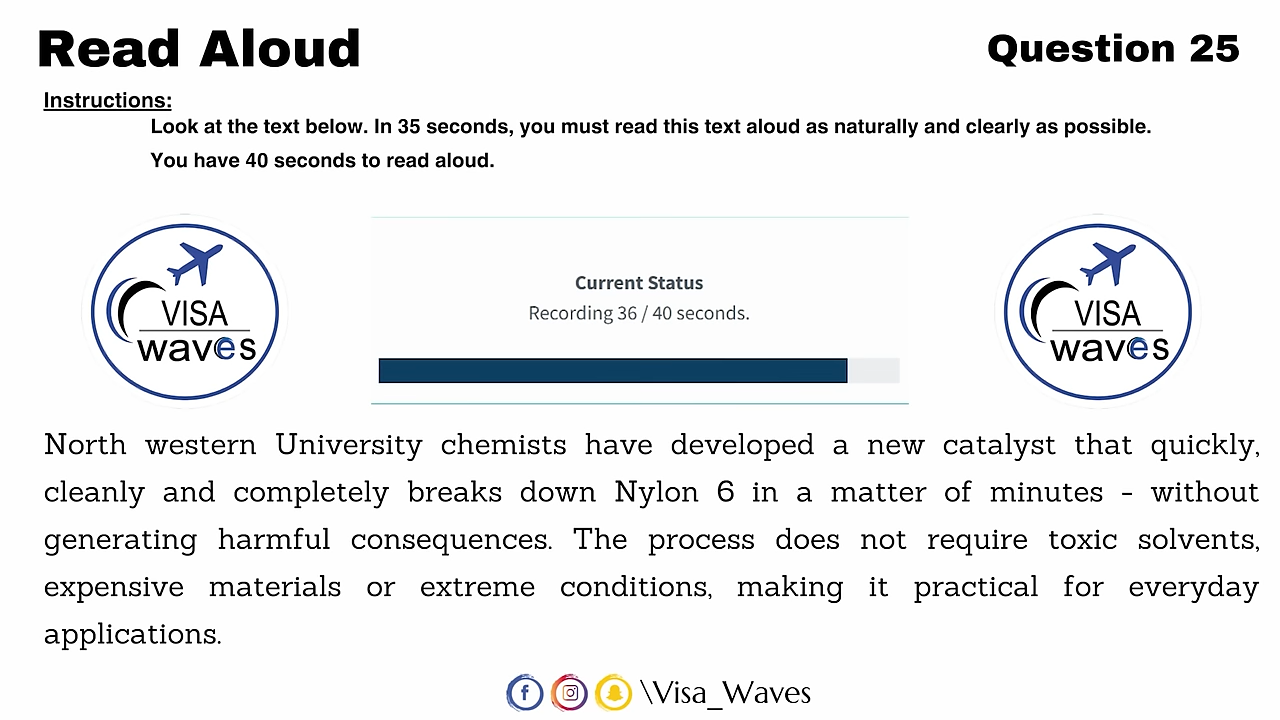 Read Aloud
Question 25
Instructions:
Look at the text below. In 35 seconds, you must read this text aloud as naturally and clearly as possible.
You have 40 seconds to read aloud.
VISA
waves
Current Status
Recording 36 / 40 seconds.
VISA
waves
North western University chemists have developed a new catalyst that quickly,
cleanly and completely breaks down Nylon 6 in a matter of minutes - without
generating harmful consequences. The process does not require toxic solvents,
expensive materials or extreme conditions, making it practical for everyday
applications.
\Visa_Waves